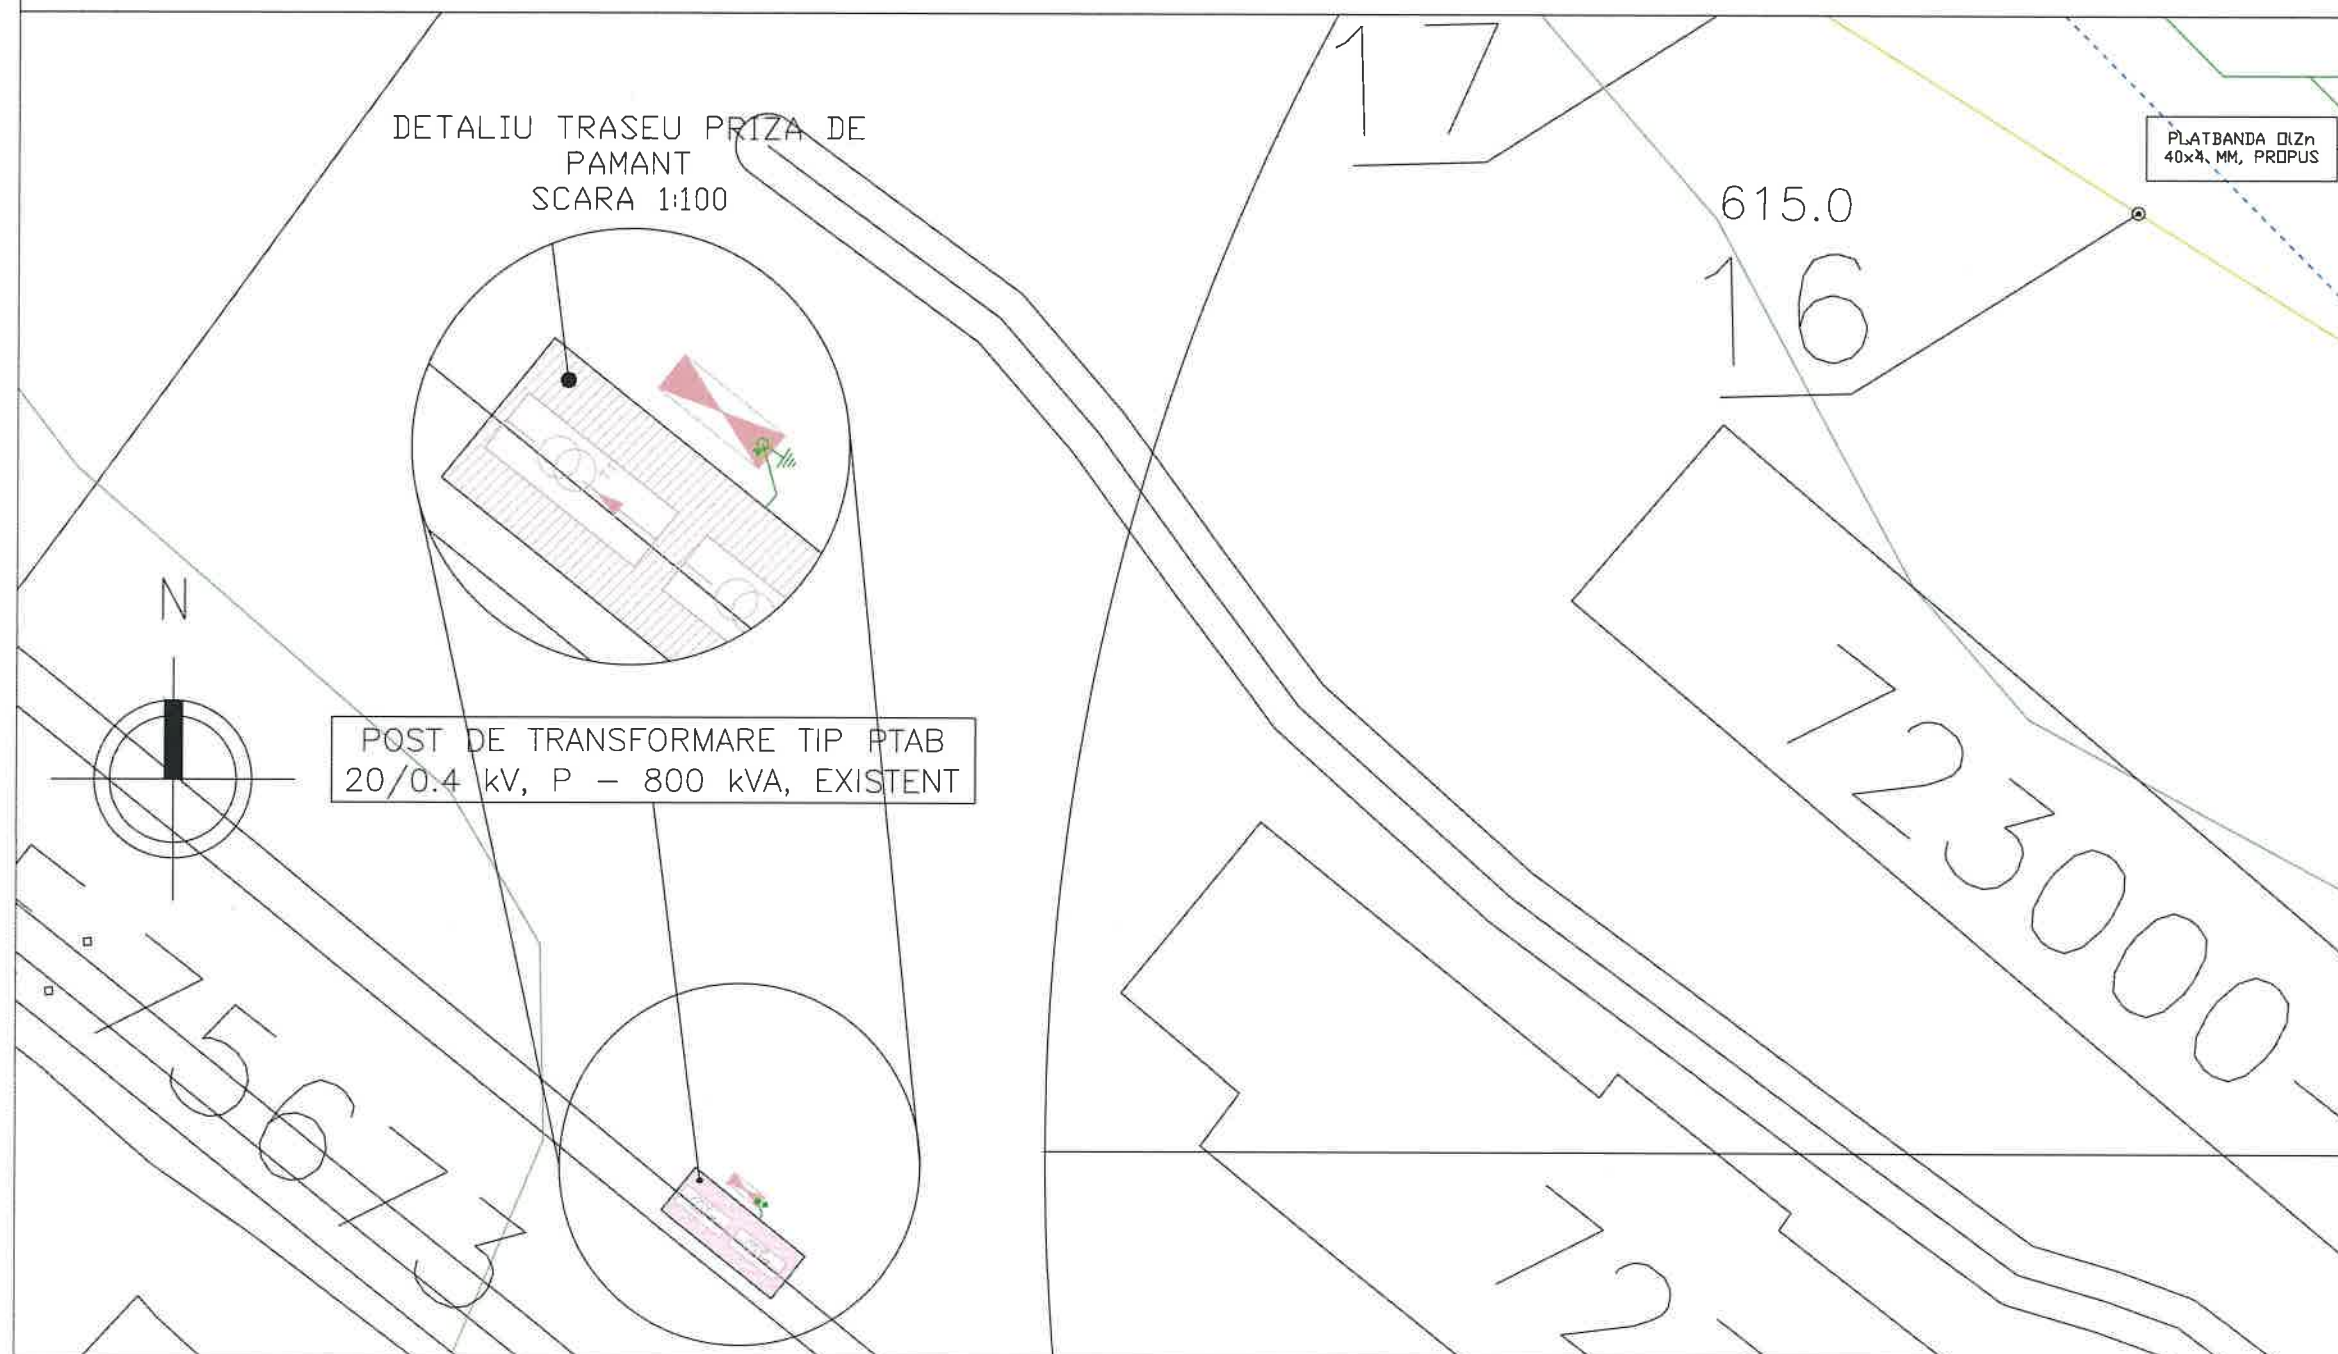 DETALIU TRASEU PRIZA DE
PAMANT
SCARA 1:100
17
PLATBANDA OlZn
40x4 MM, PROPUS
615.0
16
N
POST DE TRANSFORMARE TIP PTAB
20/0.4 kV, P – 800 kVA, EXISTENT
723000
75673
72